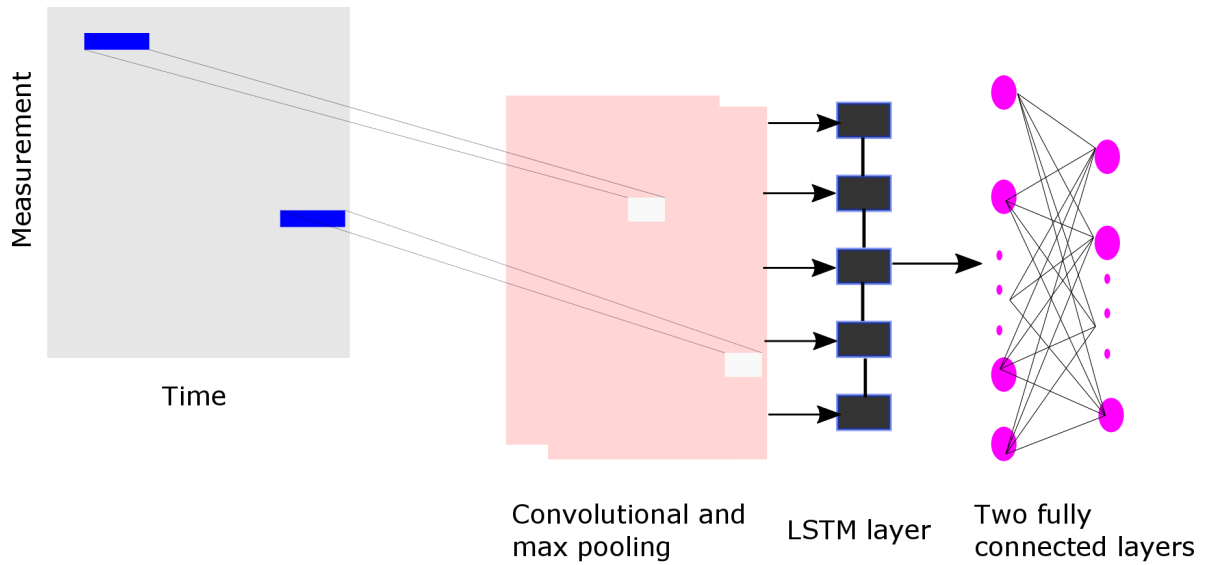 Measurement
Time
Convolutional and
max pooling
LSTM layer
Two fully
connected layers